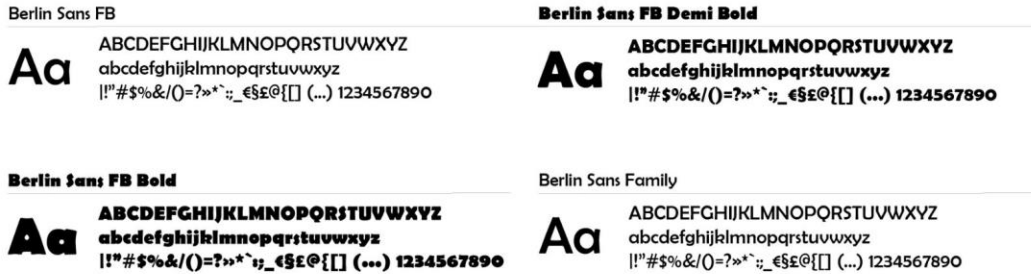 Berlin Sans FB
Aa
ABCDEFGHIJKLMNOPQRSTUVWXYZ
abcdefghijklmnopqrstuvwxyz
|!"#$%&/()=?»*`:;_€§£@{[] (...) 1234567890
Berlin Sans FB Demi Bold
Aa
ABCDEFGHIJKLMNOPQRSTUVWXYZ
abcdefghijklmnopqrstuvwxyz
|!"#$%&/()=?»*`:;_€§£@{[] (...) 1234567890
Berlin Sans FB Bold
Aa
ABCDEFGHIJKLMNOPQRSTUVWXYZ
abcdefghijklmnopqrstuvwxyz
|!"#$%&/()=?»*`:;_€§£@{[] (...) 1234567890
Berlin Sans Family
Aa
ABCDEFGHIJKLMNOPQRSTUVWXYZ
abcdefghijklmnopqrstuvwxyz
|!"#$%&/()=?»*`:;_€§£@{[] (...) 1234567890